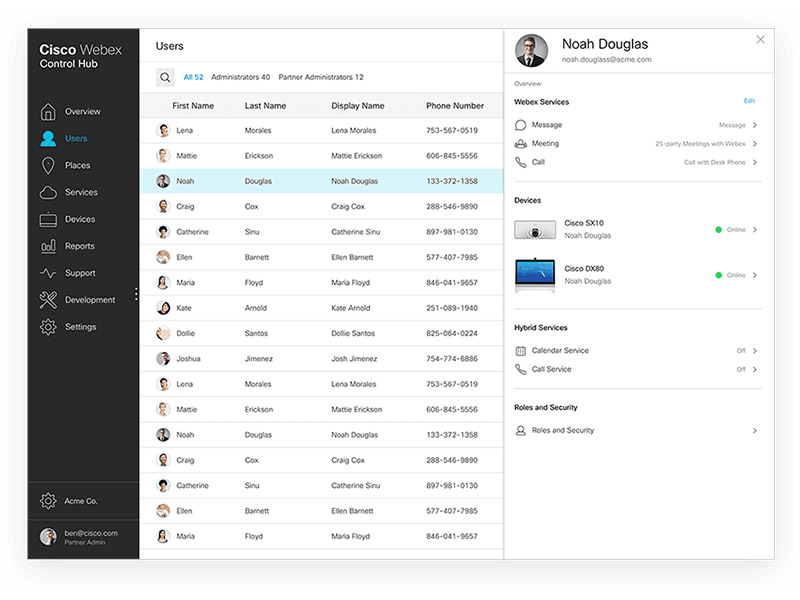 Cisco Webex
Control Hub
Overview
Users
Places
Services
Devices
Reports
Support
Development
Settings
Acme Co.
ben@cisco.com
Partner Admin
Users
All 52 Administrators 40 Partner Administrators 12
First Name Last Name Display Name Phone Number
Lena Morales Lena Morales 753-567-0519
Mattie Erickson Mattie Erickson 606-845-5556
Noah Douglas Noah Douglas 133-372-1358
Craig Cox Craig Cox 288-546-9890
Catherine Sinu Catherine Sinu 897-981-0130
Ellen Barnett Ellen Barnett 577-407-7985
Maria Floyd Maria Floyd 846-041-9657
Kate Arnold Kate Arnold 251-089-1940
Dollie Santos Dollie Santos 825-064-0224
Joshua Jimenez Josh Jimenez 754-774-6886
Lena Morales Lena Morales 753-567-0519
Mattie Erickson Mattie Erickson 606-845-5556
Noah Douglas Noah Douglas 133-372-1358
Craig Cox Craig Cox 288-546-9890
Catherine Sinu Catherine Sinu 897-981-0130
Ellen Barnett Ellen Barnett 577-407-7985
Maria Floyd Maria Floyd 846-041-9657
Noah Douglas
noah.douglass@acme.com
Overview
Webex Services Edit
Message Message
Meeting 25-party Meetings with Webex
Call Call with Desk Phone
Devices
Cisco SX10
Noah Douglas
Online
Cisco DX80
Noah Douglas
Online
Hybrid Services
Calendar Service Off
Call Service Off
Roles and Security
Roles and Security